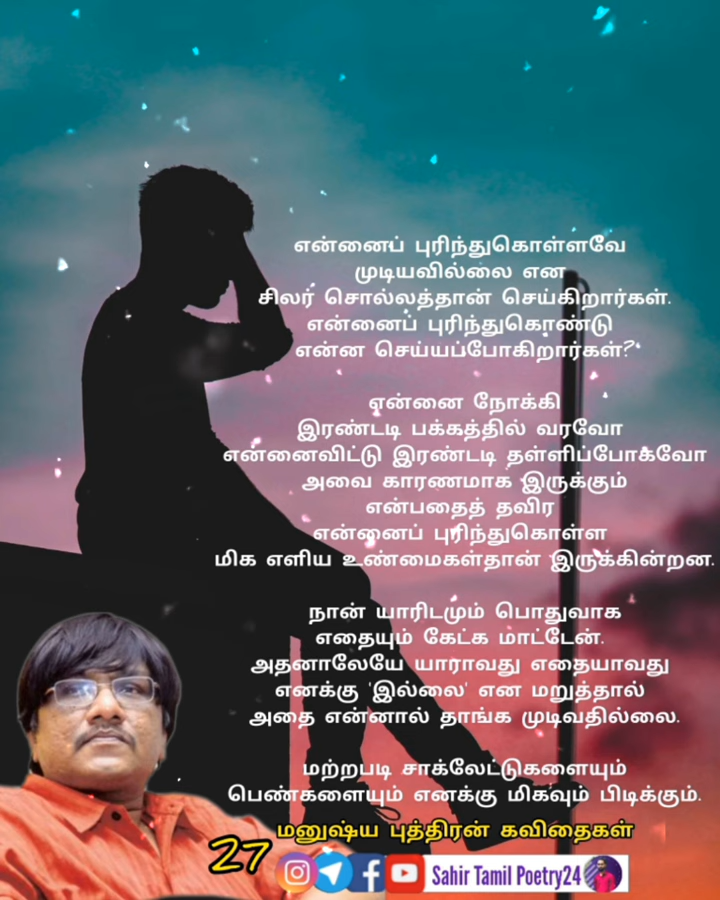 என்னைப் புரிந்துகொள்ளவே
முடியவில்லை என
சிலர் சொல்லத்தான் செய்கிறார்கள்.
என்னைப் புரிந்துகொண்டு
என்ன செய்யப்போகிறார்கள்?
என்னை நோக்கி
இரண்டடி பக்கத்தில் வரவோ
என்னைவிட்டு இரண்டடி தள்ளிப்போகவோ
அவை காரணமாக இருக்கும்
என்பதைத் தவிர
என்னைப் புரிந்துகொள்ள
மிக எளிய உண்மைகள்தான் இருக்கின்றன.
நான் யாரிடமும் பொதுவாக
எதையும் கேட்க மாட்டேன்.
அதனாலேயே யாராவது எதையாவது
எனக்கு 'இல்லை' என மறுத்தால்
அதை என்னால் தாங்க முடிவதில்லை.
மற்றபடி சாக்லேட்டுகளையும்
பெண்களையும் எனக்கு மிகவும் பிடிக்கும்.
மனுஷ்ய புத்திரன் கவிதைகள்
27
Sahir Tamil Poetry24